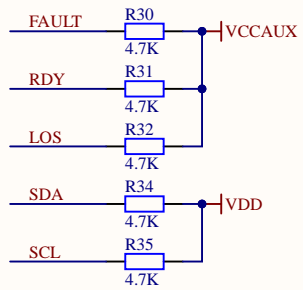 FAULT
R30
4.7K
VCCAUX
RDY
R31
4.7K
LOS
R32
4.7K
SDA
R34
4.7K
VDD
SCL
R35
4.7K